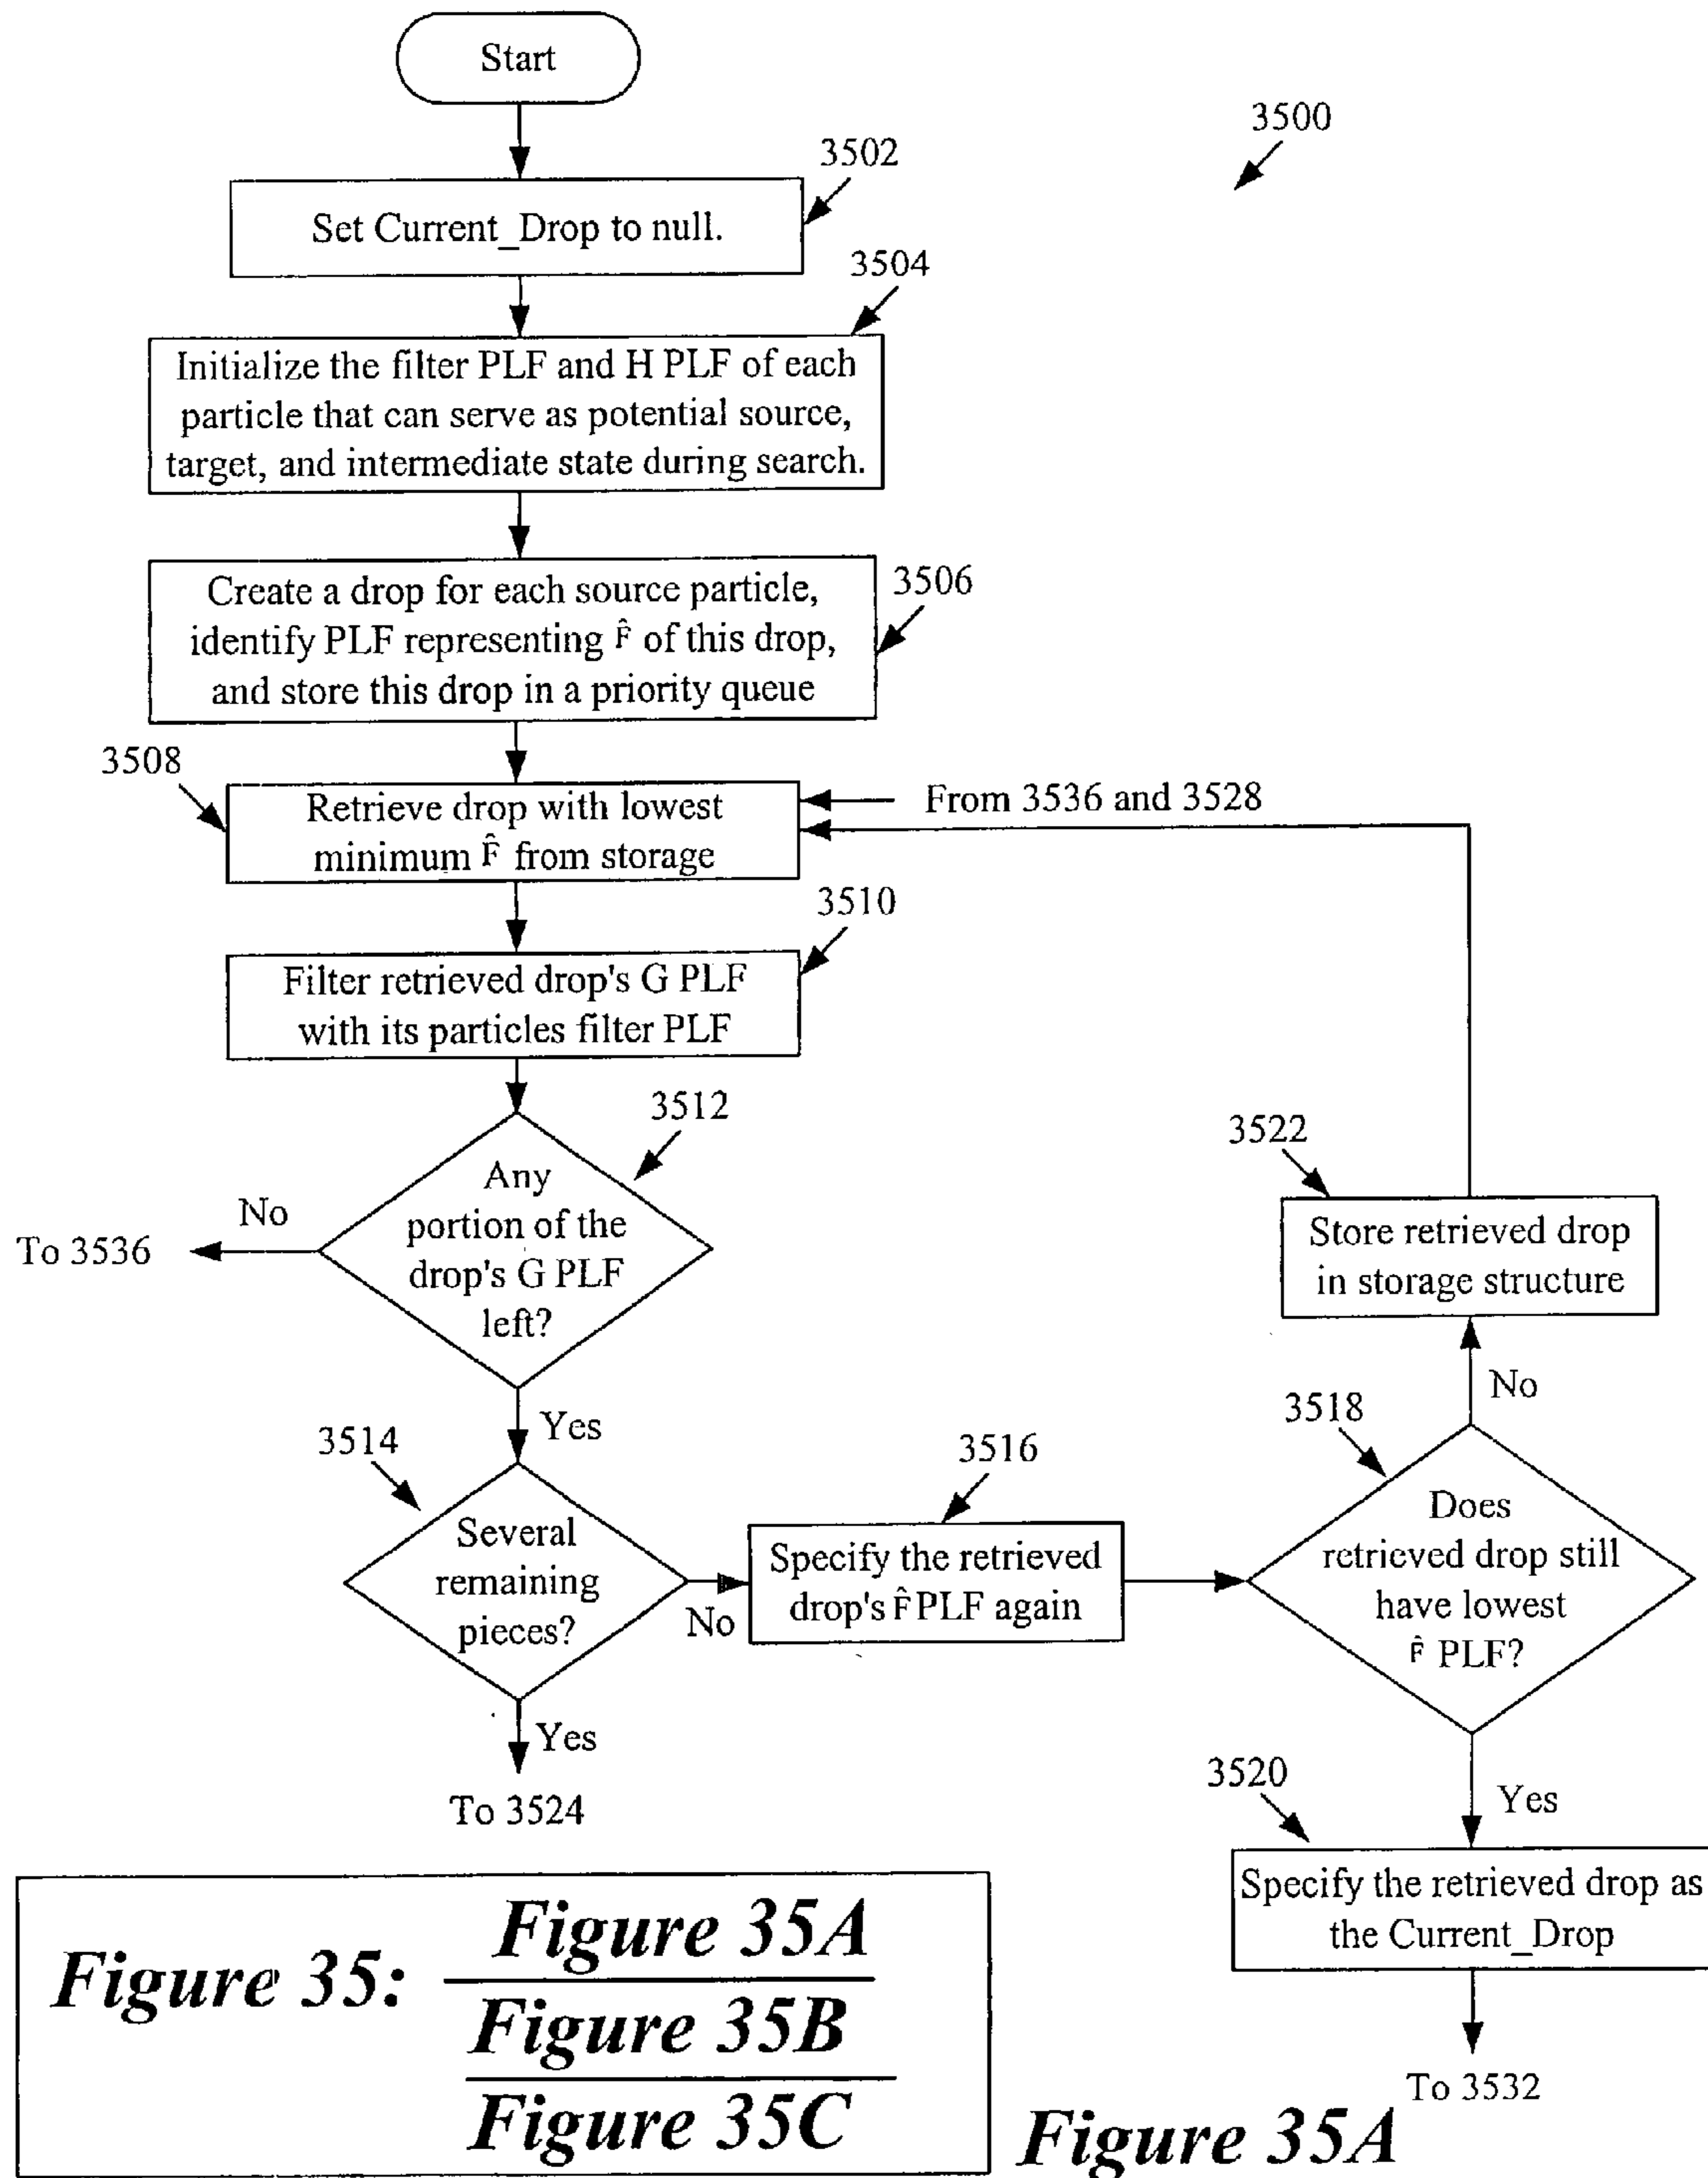 Start
3500
3502
Set Current_Drop to null.
3504
Initialize the filter PLF and H PLF of each
particle that can serve as potential source,
target, and intermediate state during search.
3506
Create a drop for each source particle,
identify PLF representing F̂ of this drop,
and store this drop in a priority queue
3508
Retrieve drop with lowest
minimum F̂ from storage
From 3536 and 3528
3510
Filter retrieved drop's G PLF
with its particles filter PLF
3512
Any
portion of the
drop's G PLF
left?
No
To 3536
Yes
3514
Several
remaining
pieces?
No
Yes
To 3524
3516
Specify the retrieved
drop's F̂ PLF again
3518
Does
retrieved drop still
have lowest
F̂ PLF?
No
3522
Store retrieved drop
in storage structure
Yes
3520
Specify the retrieved drop as
the Current_Drop
To 3532
Figure 35:
Figure 35A
Figure 35B
Figure 35C
Figure 35A